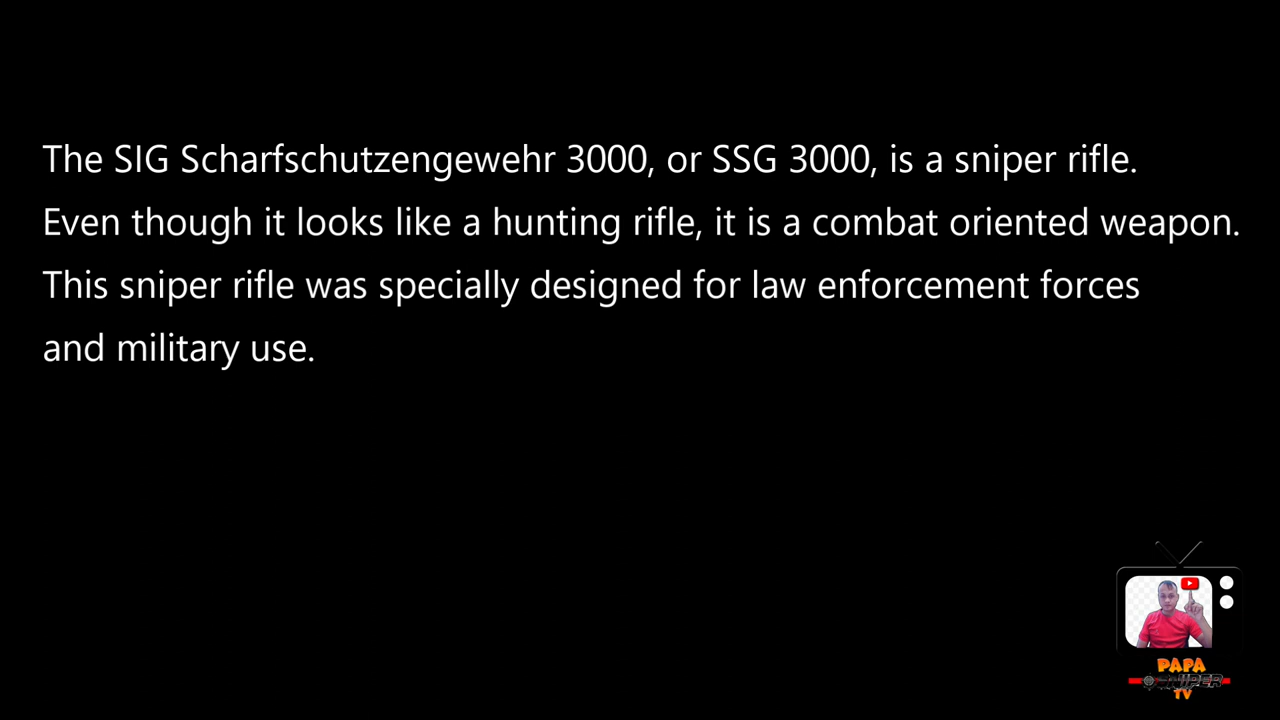 The SIG Scharfschutzengewehr 3000, or SSG 3000, is a sniper rifle.
Even though it looks like a hunting rifle, it is a combat oriented weapon.
This sniper rifle was specially designed for law enforcement forces
and military use.
PAPA
SNIPER
TV